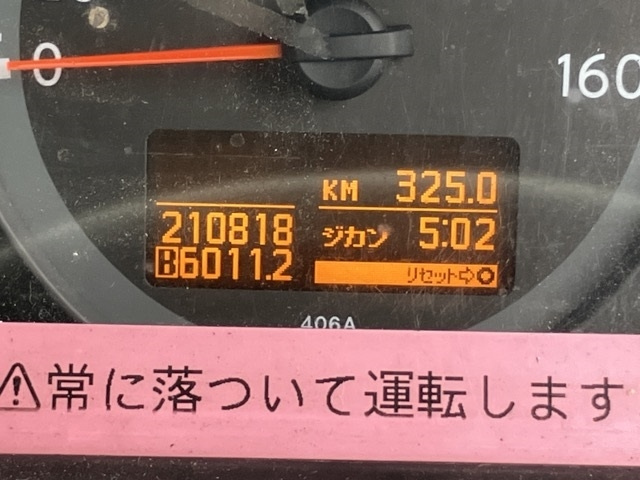 0
160
KM 325.0
210818 ジカン 5:02
B6011.2 リセット⇨○
406A
⚠常に落ついて運転します